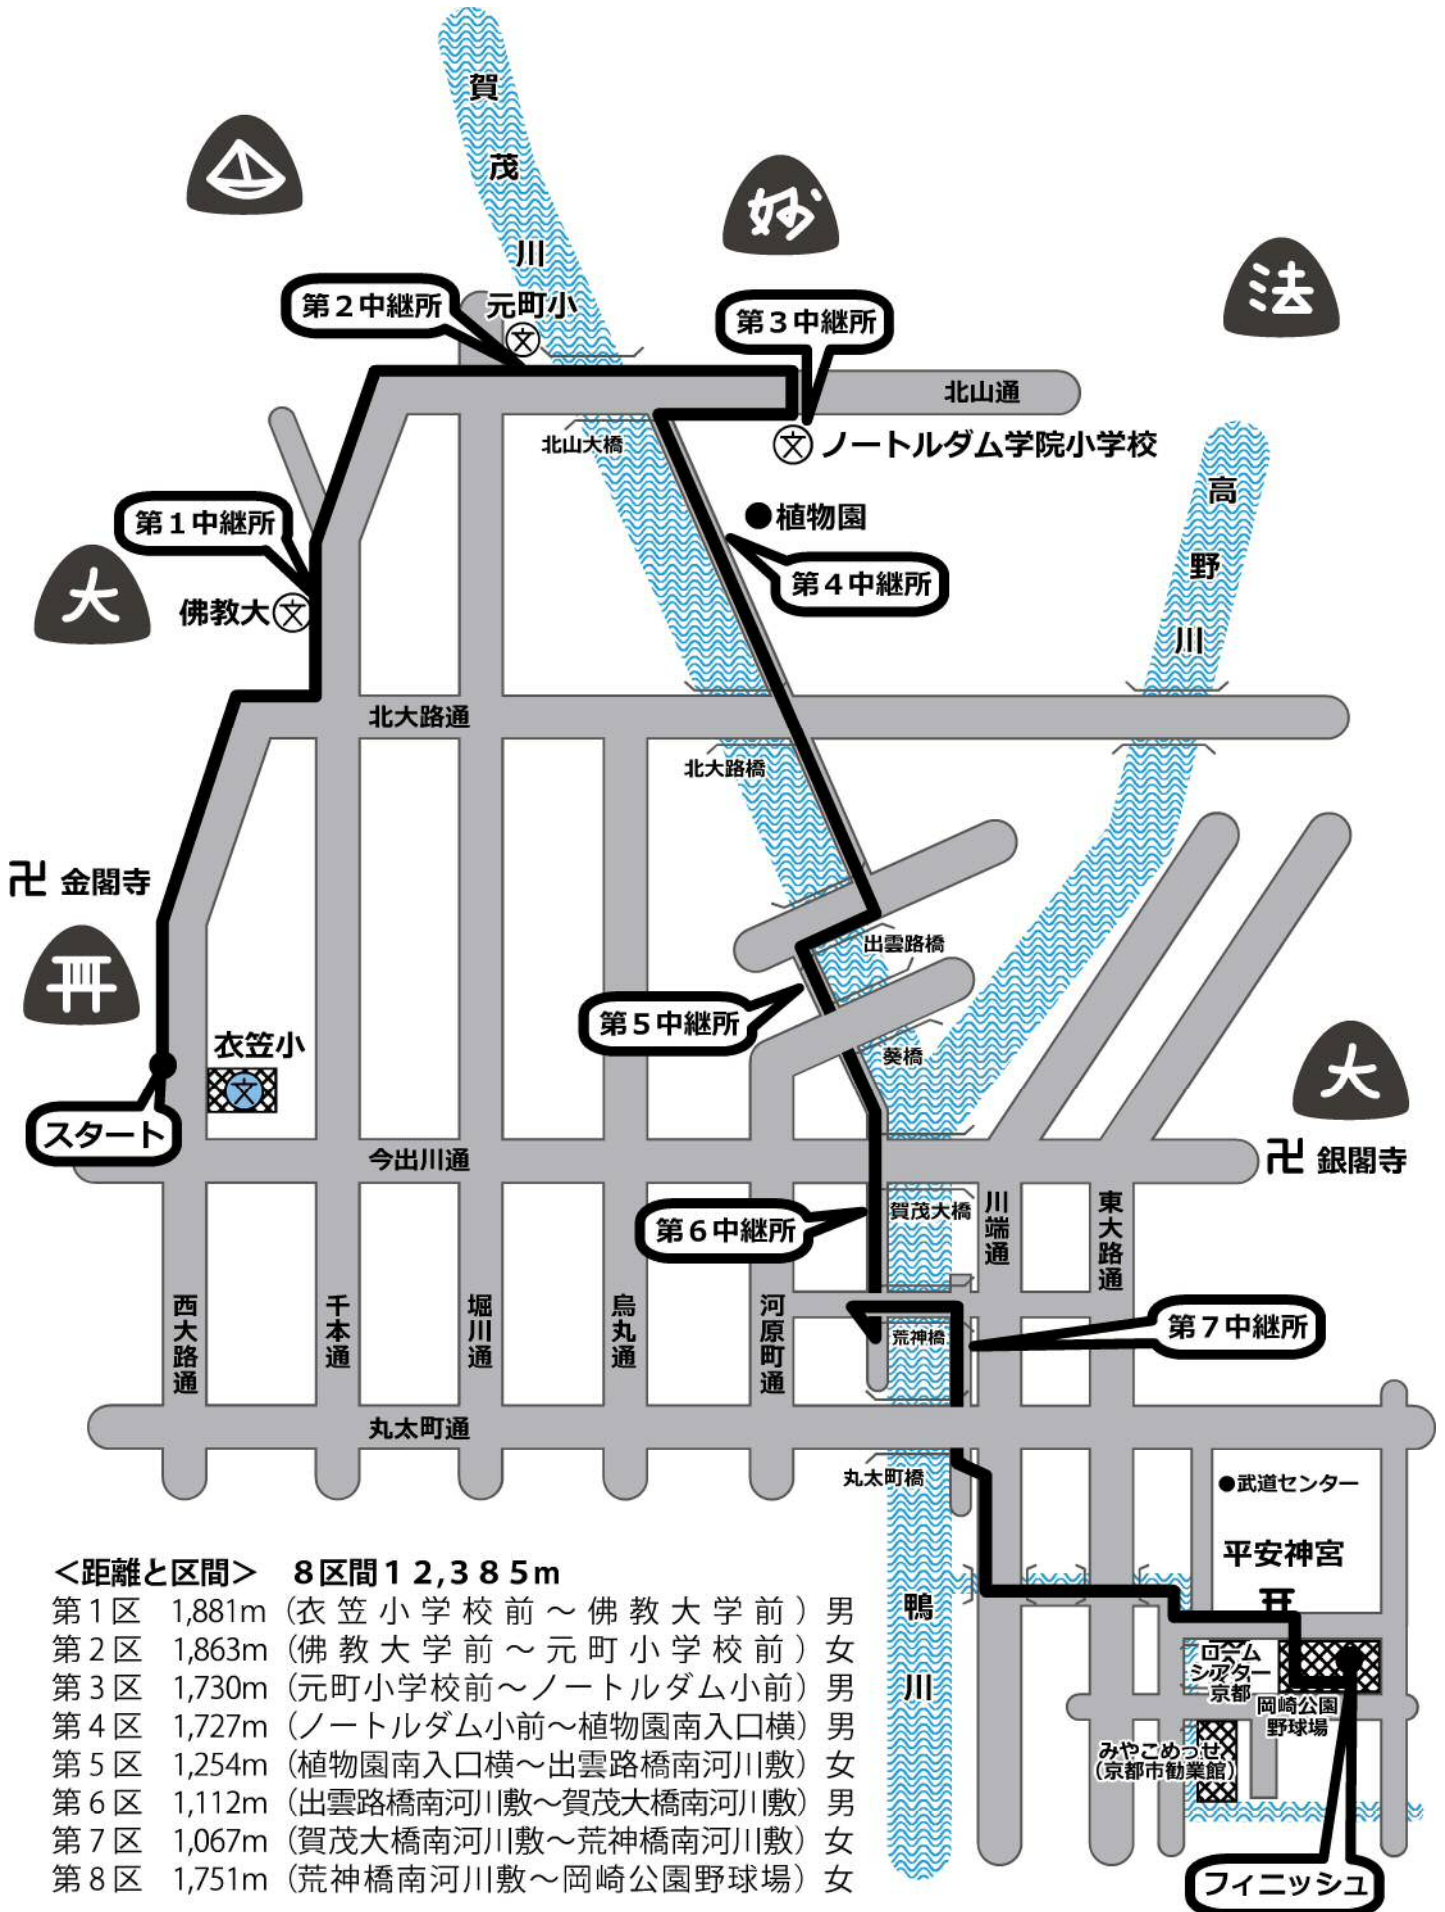 賀茂川
妙
法
第2中継所
元町小
文
第3中継所
北山通
北山大橋
文
ノートルダム学院小学校
高野川
●植物園
第1中継所
第4中継所
大
佛教大
文
北大路通
北大路橋
卍 金閣寺
出雲路橋
第5中継所
衣笠小
文
葵橋
大
スタート
今出川通
卍 銀閣寺
第6中継所
賀茂大橋
川端通
東大路通
西大路通
千本通
堀川通
烏丸通
河原町通
荒神橋
第7中継所
丸太町通
丸太町橋
●武道センター
平安神宮
鴨川
ロームシアター京都
岡崎公園
野球場
みやこめっせ
(京都市勧業館)
フィニッシュ
＜距離と区間＞ 8区間12,385m
第1区 1,881m (衣笠小学校前～佛教大学前) 男
第2区 1,863m (佛教大学前～元町小学校前) 女
第3区 1,730m (元町小学校前～ノートルダム小前) 男
第4区 1,727m (ノートルダム小前～植物園南入口横) 男
第5区 1,254m (植物園南入口横～出雲路橋南河川敷) 女
第6区 1,112m (出雲路橋南河川敷～賀茂大橋南河川敷) 男
第7区 1,067m (賀茂大橋南河川敷～荒神橋南河川敷) 女
第8区 1,751m (荒神橋南河川敷～岡崎公園野球場) 女